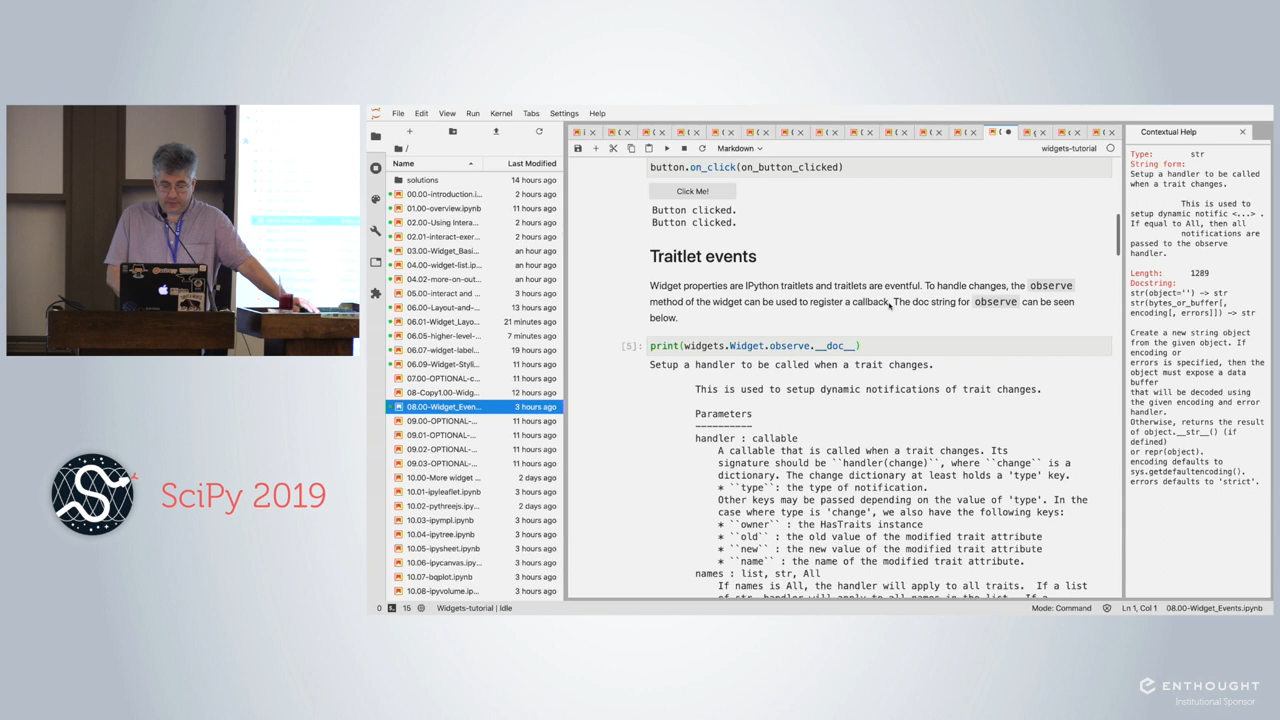 File Edit View Run Kernel Tabs Settings Help
Markdown
widgets-tutorial
Contextual Help
/
Name Last Modified
solutions 14 hours ago
00.00-introduction.i... 2 hours ago
01.00-overview.ipynb 11 hours ago
02.00-Using Intera... 2 hours ago
02.01-interact-exer... 2 hours ago
03.00-Widget_Basi... an hour ago
04.00-widget-list.ip... an hour ago
04.02-more-on-out... an hour ago
05.00-interact and ... 3 hours ago
06.00-Layout-and-... 13 hours ago
06.01-Widget_Layo... 21 minutes ago
06.05-higher-level-... 7 minutes ago
06.07-widget-label... 19 hours ago
06.09-Widget-Styli... 11 hours ago
07.00-OPTIONAL-c... 11 hours ago
08-Copy1.00-Widg... 12 hours ago
08.00-Widget_Even... 3 hours ago
09.00-OPTIONAL-... 11 hours ago
09.01-OPTIONAL-... 11 hours ago
09.02-OPTIONAL-... 11 hours ago
09.03-OPTIONAL-... 11 hours ago
10.00-More widget ... 2 days ago
10.01-ipyleaflet.ipynb 3 hours ago
10.02-pythreejs.ipy... 2 days ago
10.03-ipympl.ipynb 3 hours ago
10.04-ipytree.ipynb 3 hours ago
10.05-ipysheet.ipynb 3 hours ago
10.06-ipycanvas.ipy... 3 hours ago
10.07-bqplot.ipynb 3 hours ago
10.08-ipyvolume.ip... 3 hours ago
button.on_click(on_button_clicked)
Click Me!
Button clicked.
Button clicked.
Traitlet events
Widget properties are IPython traitlets and traitlets are eventful. To handle changes, the observe
method of the widget can be used to register a callback. The doc string for observe can be seen
below.
[5]: print(widgets.Widget.observe.__doc__)
Setup a handler to be called when a trait changes.
This is used to setup dynamic notifications of trait changes.
Parameters
----------
handler : callable
A callable that is called when a trait changes. Its
signature should be ``handler(change)``, where ``change`` is a
dictionary. The change dictionary at least holds a 'type' key.
* ``type``: the type of notification.
Other keys may be passed depending on the value of 'type'. In the
case where type is 'change', we also have the following keys:
* ``owner`` : the HasTraits instance
* ``old`` : the old value of the modified trait attribute
* ``new`` : the new value of the modified trait attribute
* ``name`` : the name of the modified trait attribute.
names : list, str, All
If names is All, the handler will apply to all traits. If a list
of str, handler will apply to all names in the list. If a
Type: str
String form:
Setup a handler to be called
when a trait changes.
This is used to
setup dynamic notific <...> .
If equal to All, then all
notifications are
passed to the observe
handler.
Length: 1289
Docstring:
str(object='') -> str
str(bytes_or_buffer[,
encoding[, errors]]) -> str
Create a new string object
from the given object. If
encoding or
errors is specified, then the
object must expose a data
buffer
that will be decoded using
the given encoding and error
handler.
Otherwise, returns the result
of object.__str__() (if
defined)
or repr(object).
encoding defaults to
sys.getdefaultencoding().
errors defaults to 'strict'.
0 15 Widgets-tutorial | Idle
Mode: Command Ln 1, Col 1 08.00-Widget_Events.ipynb
SciPy 2019
ENTHOUGHT
Institutional Sponsor